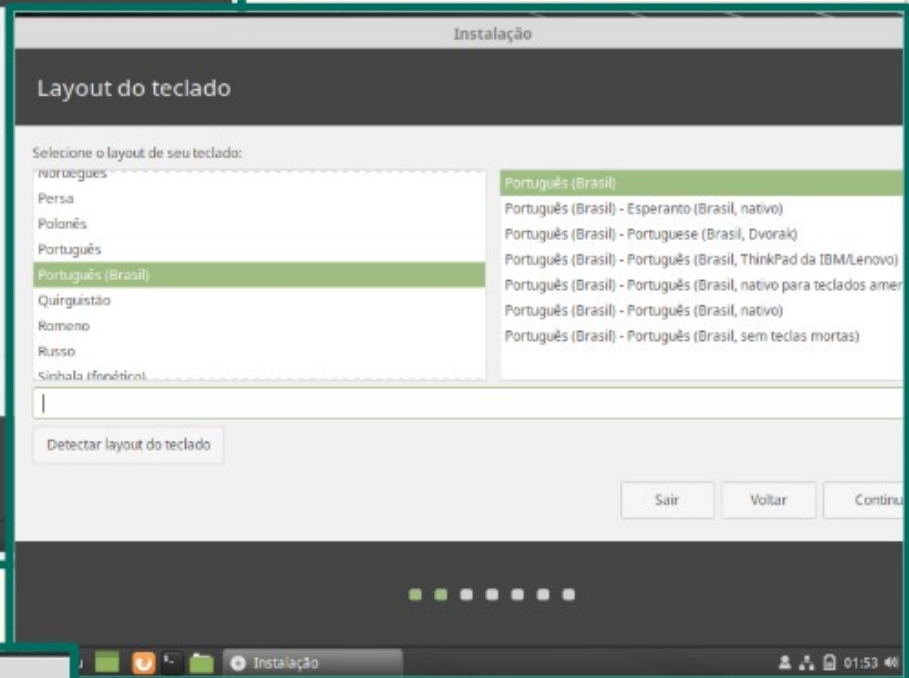 Instalação
Layout do teclado
Selecione o layout de seu teclado:
Norueguês
Persa
Polonês
Português
Português (Brasil)
Quirguistão
Romeno
Russo
Sinhala (fonético)
Português (Brasil)
Português (Brasil) - Esperanto (Brasil, nativo)
Português (Brasil) - Portuguese (Brasil, Dvorak)
Português (Brasil) - Português (Brasil, ThinkPad da IBM/Lenovo)
Português (Brasil) - Português (Brasil, nativo para teclados amer
Português (Brasil) - Português (Brasil, nativo)
Português (Brasil) - Português (Brasil, sem teclas mortas)
Detectar layout do teclado
Sair Voltar Continu
Instalação 01:53